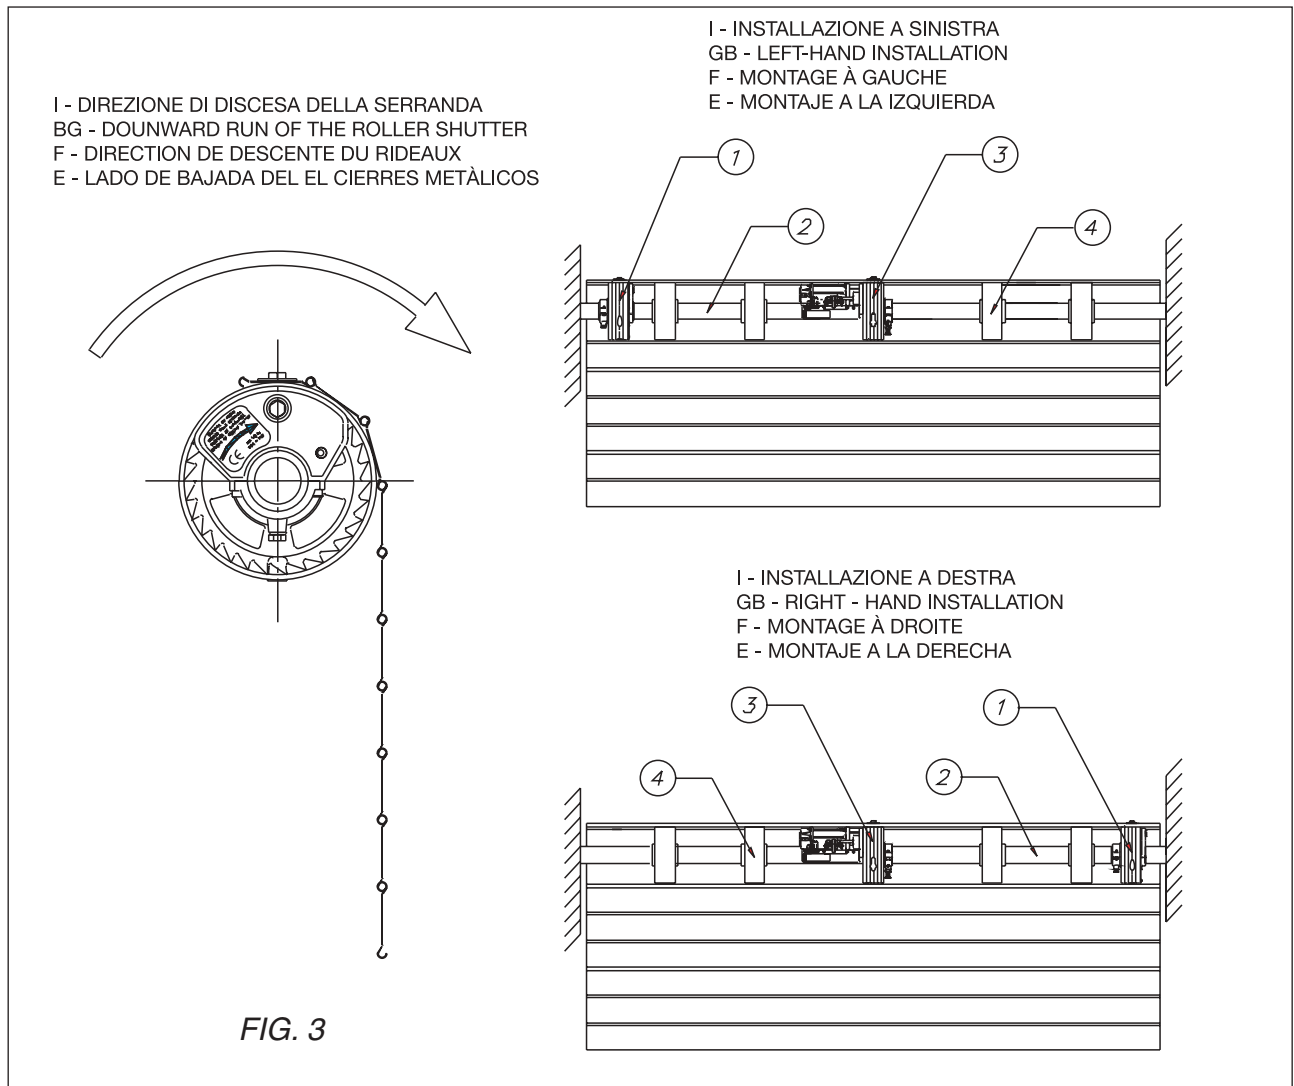 I - DIREZIONE DI DISCESA DELLA SERRANDA
BG - DOUNWARD RUN OF THE ROLLER SHUTTER
F - DIRECTION DE DESCENTE DU RIDEAUX
E - LADO DE BAJADA DEL EL CIERRES METÀLICOS
I - INSTALLAZIONE A SINISTRA
GB - LEFT-HAND INSTALLATION
F - MONTAGE À GAUCHE
E - MONTAJE A LA IZQUIERDA
1
3
2
4
CE
I - INSTALLAZIONE A DESTRA
GB - RIGHT - HAND INSTALLATION
F - MONTAGE À DROITE
E - MONTAJE A LA DERECHA
3
1
4
2
FIG. 3